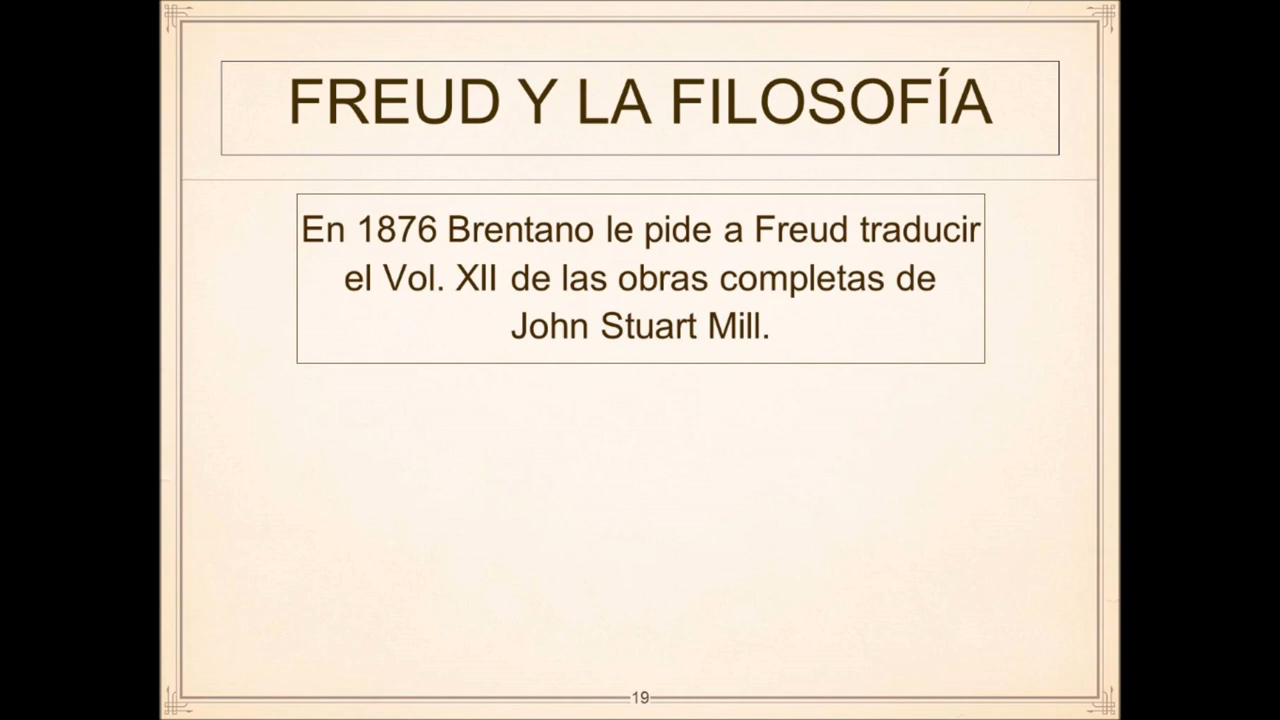 FREUD Y LA FILOSOFÍA
En 1876 Brentano le pide a Freud traducir
el Vol. XII de las obras completas de
John Stuart Mill.
19